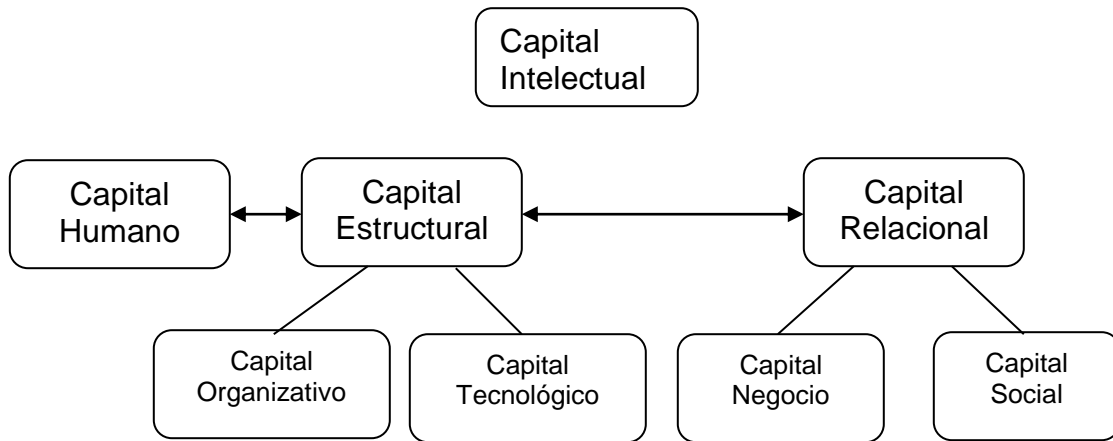 Capital
Intelectual
Capital
Humano
Capital
Estructural
Capital
Relacional
Capital
Organizativo
Capital
Tecnológico
Capital
Negocio
Capital
Social